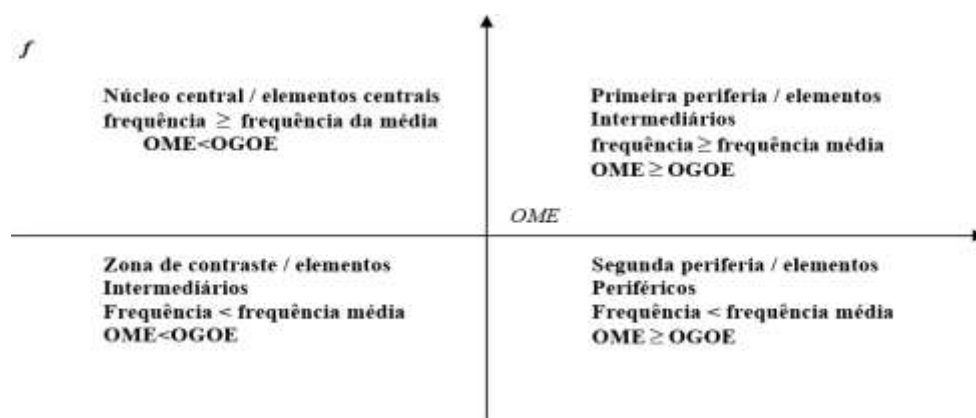 f
Núcleo central / elementos centrais
frequência ≥ frequência da média
OME<OGOE
Primeira periferia / elementos
Intermediários
frequência ≥ frequência média
OME ≥ OGOE
OME
Zona de contraste / elementos
Intermediários
Frequência < frequência média
OME<OGOE
Segunda periferia / elementos
Periféricos
Frequência < frequência média
OME ≥ OGOE